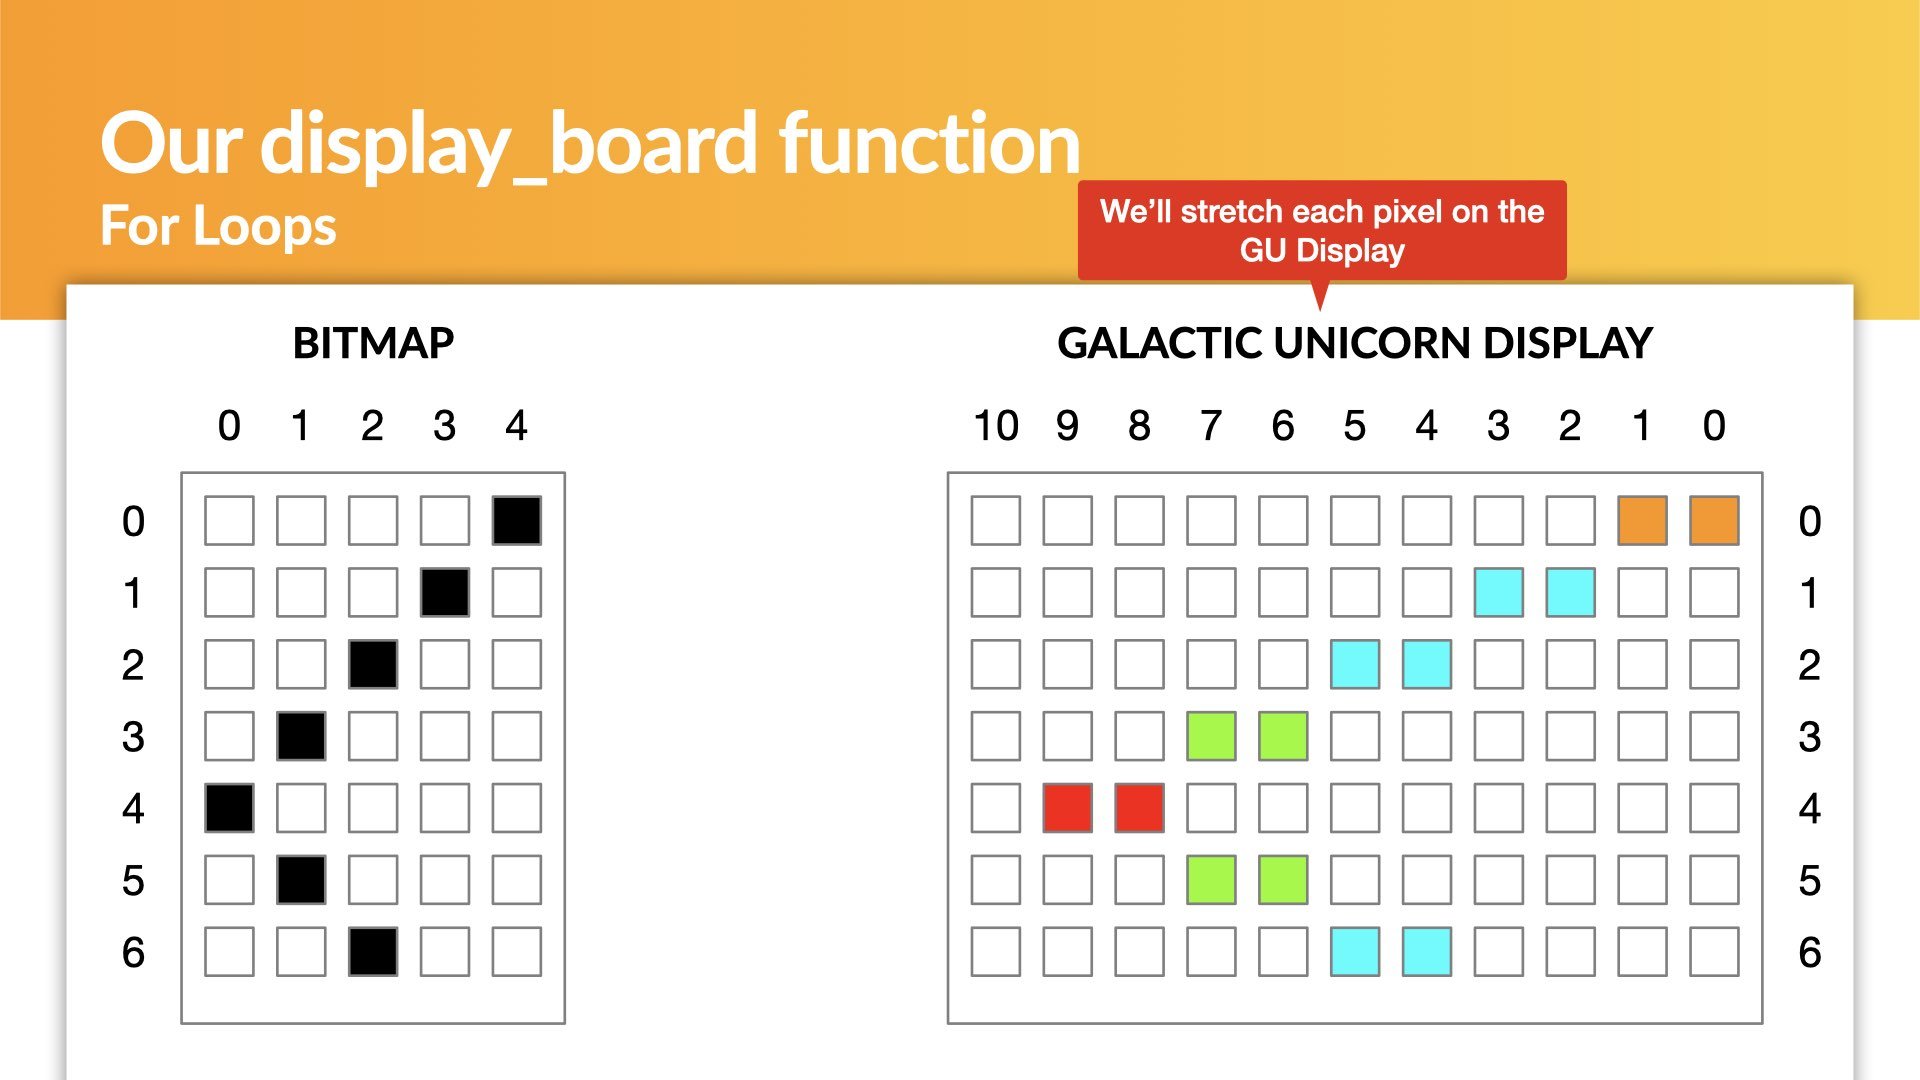 Our display_board function
For Loops
We'll stretch each pixel on the
GU Display
BITMAP
0 1 2 3 4
0
1
2
3
4
5
6
GALACTIC UNICORN DISPLAY
10 9 8 7 6 5 4 3 2 1 0
0
1
2
3
4
5
6